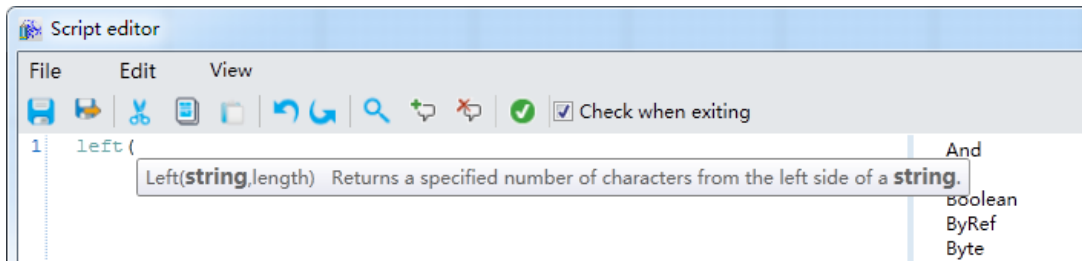 Script editor
File Edit View
Check when exiting
1 left(
Left(string,length) Returns a specified number of characters from the left side of a string.
And
Boolean
ByRef
Byte